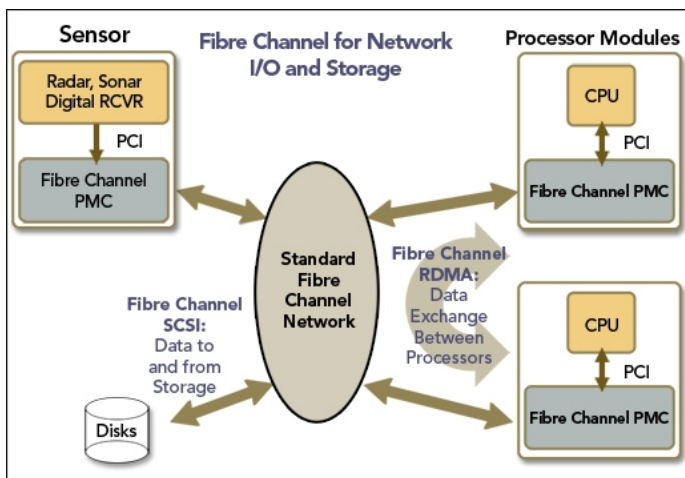 Sensor
Fibre Channel for Network
I/O and Storage
Processor Modules
Radar, Sonar
Digital RCVR
PCI
Fibre Channel
PMC
CPU
PCI
Fibre Channel PMC
Standard
Fibre
Channel
Network
Fibre Channel
RDMA:
Data
Exchange
Between
Processors
Fibre Channel
SCSI:
Data to
and from
Storage
Disks
CPU
PCI
Fibre Channel PMC